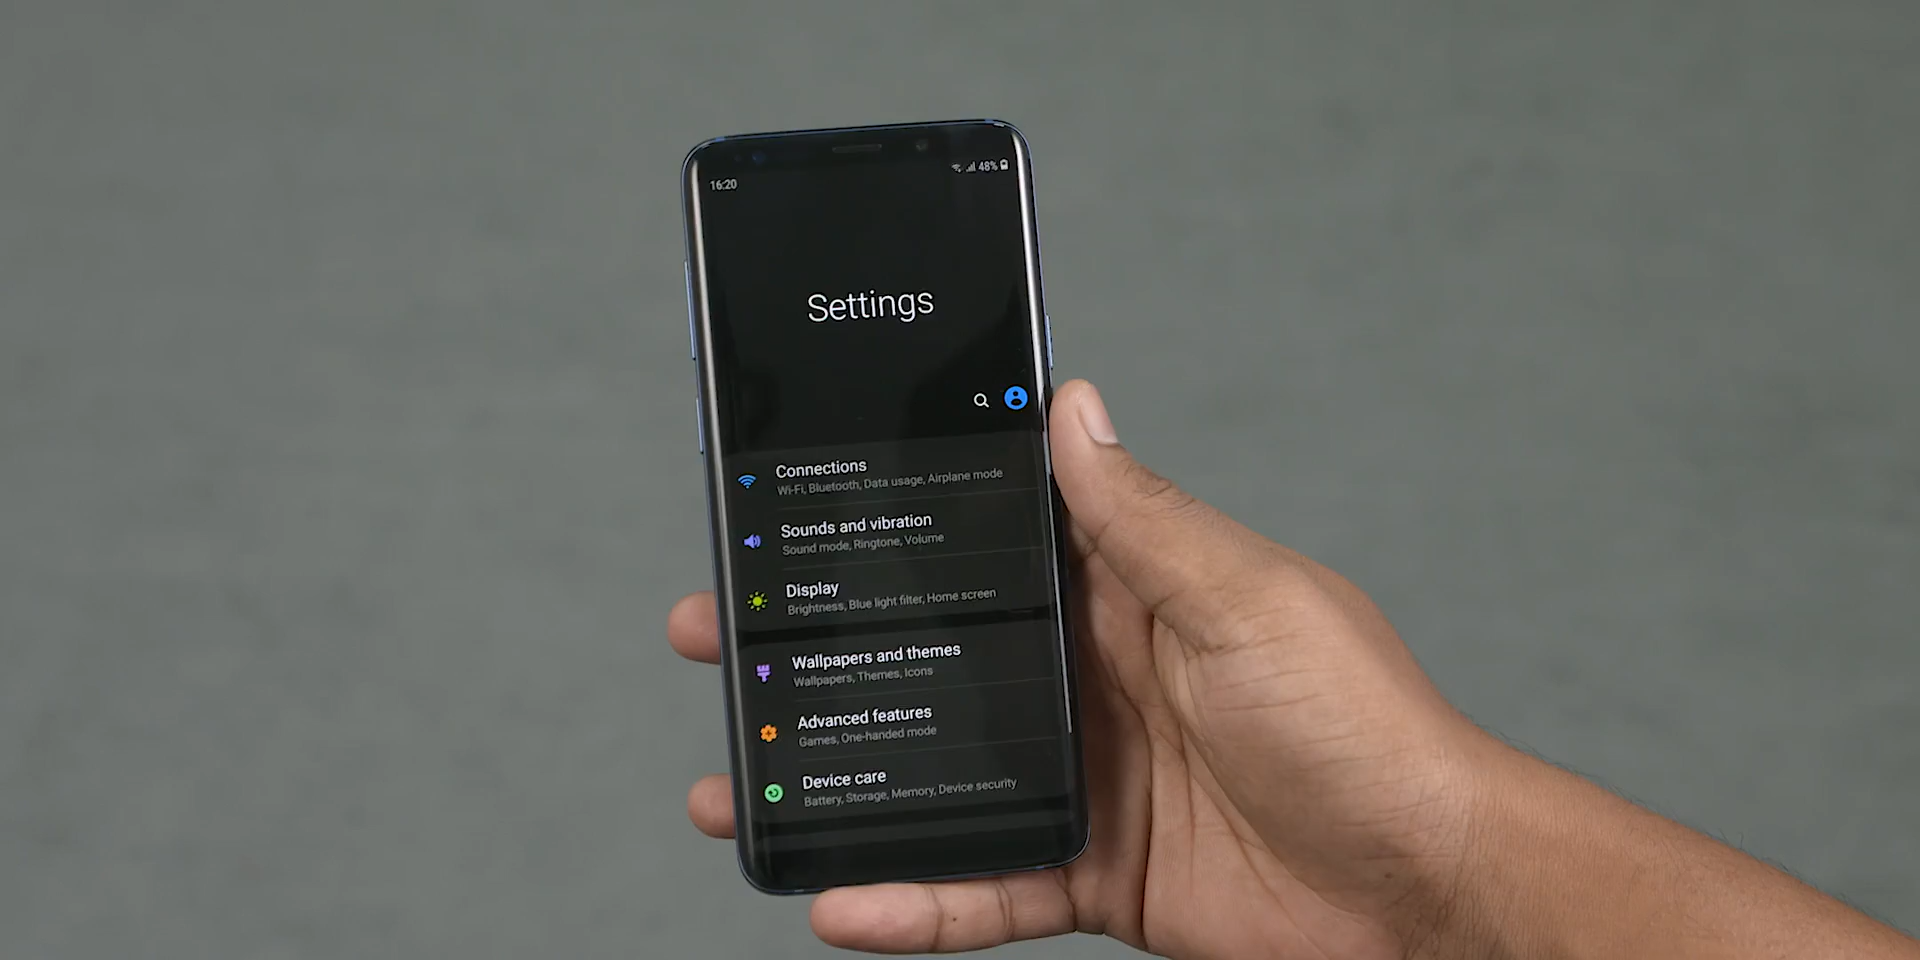 16:20
48%
Settings
Connections
Wi-Fi, Bluetooth, Data usage, Airplane mode
Sounds and vibration
Sound mode, Ringtone, Volume
Display
Brightness, Blue light filter, Home screen
Wallpapers and themes
Wallpapers, Themes, Icons
Advanced features
Games, One-handed mode
Device care
Battery, Storage, Memory, Device security